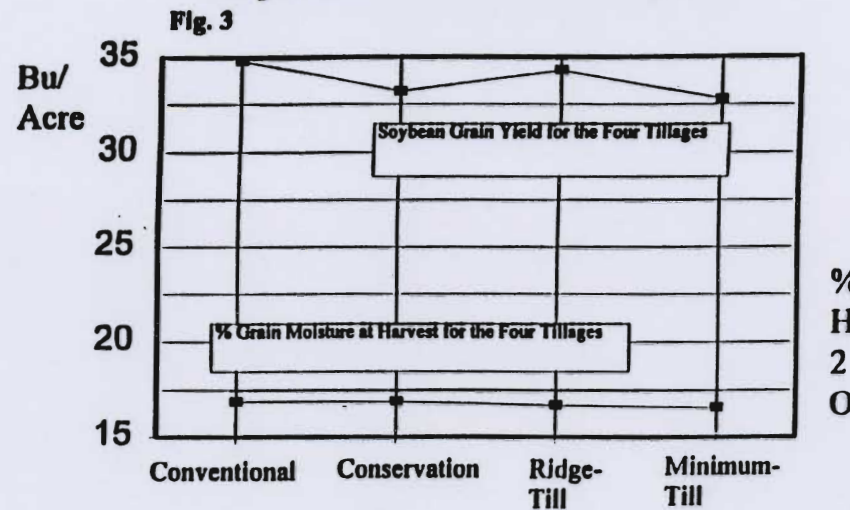 Fig. 3
Bu/
Acre
35
30
25
20
15
Soybean Grain Yield for the Four Tillages
% Grain Moisture at Harvest for the Four Tillages
Conventional
Conservation
Ridge-
Till
Minimum-
Till
%
H
2
O